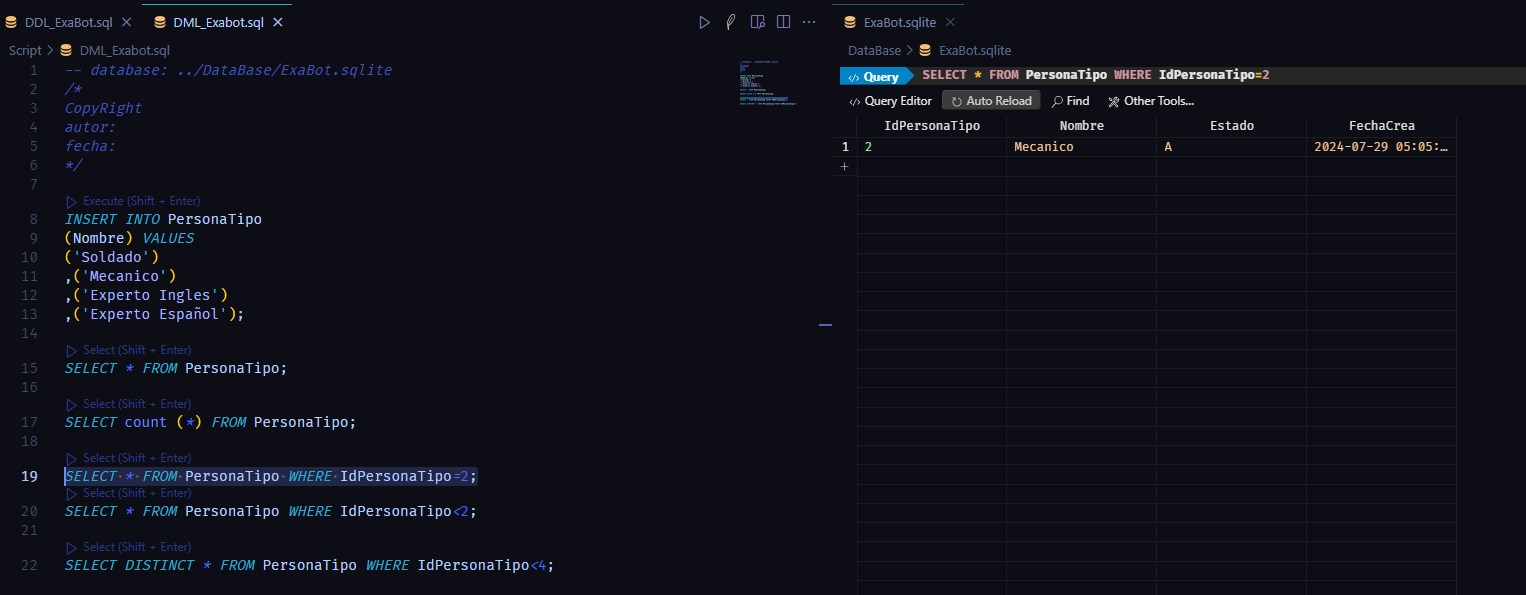 DDL_ExaBot.sql
DML_Exabot.sql
Script > DML_Exabot.sql
1 -- database: ../DataBase/ExaBot.sqlite
2 /*
3 CopyRight
4 autor:
5 fecha:
6 */
7
Execute (Shift + Enter)
8 INSERT INTO PersonaTipo
9 (Nombre) VALUES
10 ('Soldado')
11 ,('Mecanico')
12 ,('Experto Ingles')
13 ,('Experto Español');
14
Select (Shift + Enter)
15 SELECT * FROM PersonaTipo;
16
Select (Shift + Enter)
17 SELECT count (*) FROM PersonaTipo;
18
Select (Shift + Enter)
19 SELECT * FROM PersonaTipo WHERE IdPersonaTipo=2;
Select (Shift + Enter)
20 SELECT * FROM PersonaTipo WHERE IdPersonaTipo<2;
21
Select (Shift + Enter)
22 SELECT DISTINCT * FROM PersonaTipo WHERE IdPersonaTipo<4;
ExaBot.sqlite
DataBase > ExaBot.sqlite
Query SELECT * FROM PersonaTipo WHERE IdPersonaTipo=2
Query Editor Auto Reload Find Other Tools...
IdPersonaTipo Nombre Estado FechaCrea
1 2 Mecanico A 2024-07-29 05:05:…
+